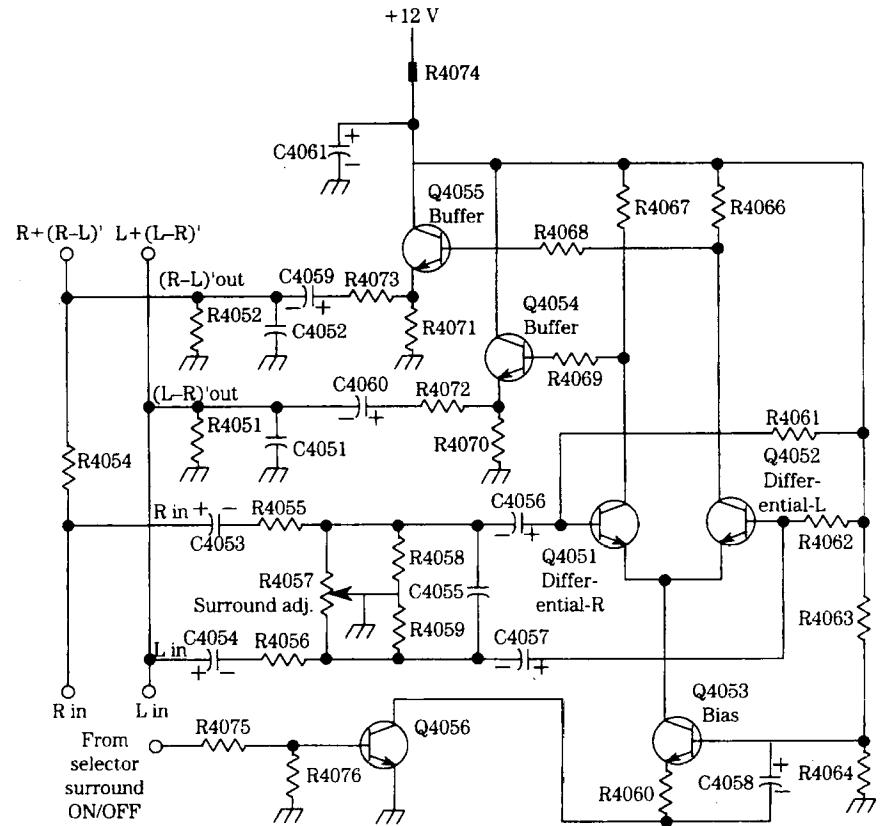 +12 V
R4074
C4061
+
−
Q4055
Buffer
R4067
R4066
R+(R–L)'
L+(L–R)'
R4068
(R–L)'out
C4059
− +
R4073
R4052
C4052
R4071
Q4054
Buffer
R4069
(L–R)'out
C4060
− +
R4072
R4051
C4051
R4070
R4061
R4054
Q4052
Differ-
ential-L
R in
+ −
C4053
R4055
C4056
− +
R4062
R4058
Q4051
Differ-
ential-R
R4057
Surround adj.
C4055
R4059
R4063
L in
C4054
+ −
R4056
C4057
− +
R in
L in
Q4053
Bias
From
selector
surround
ON/OFF
R4075
Q4056
R4076
R4060
C4058
+
−
R4064